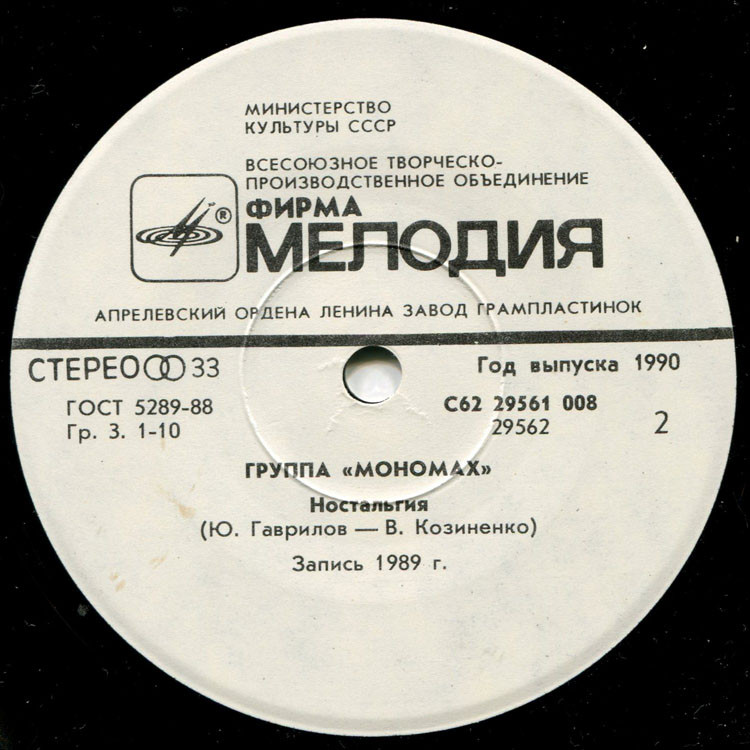 МИНИСТЕРСТВО
КУЛЬТУРЫ СССР
ВСЕСОЮЗНОЕ ТВОРЧЕСКО-
ПРОИЗВОДСТВЕННОЕ ОБЪЕДИНЕНИЕ
®
ФИРМА
МЕЛОДИЯ
АПРЕЛЕВСКИЙ ОРДЕНА ЛЕНИНА ЗАВОД ГРАМПЛАСТИНОК
СТЕРЕО 33
Год выпуска 1990
ГОСТ 5289-88
С62 29561 008
Гр. 3. 1-10
29562
2
ГРУППА «МОНОМАХ»
Ностальгия
(Ю. Гаврилов — В. Козиненко)
Запись 1989 г.